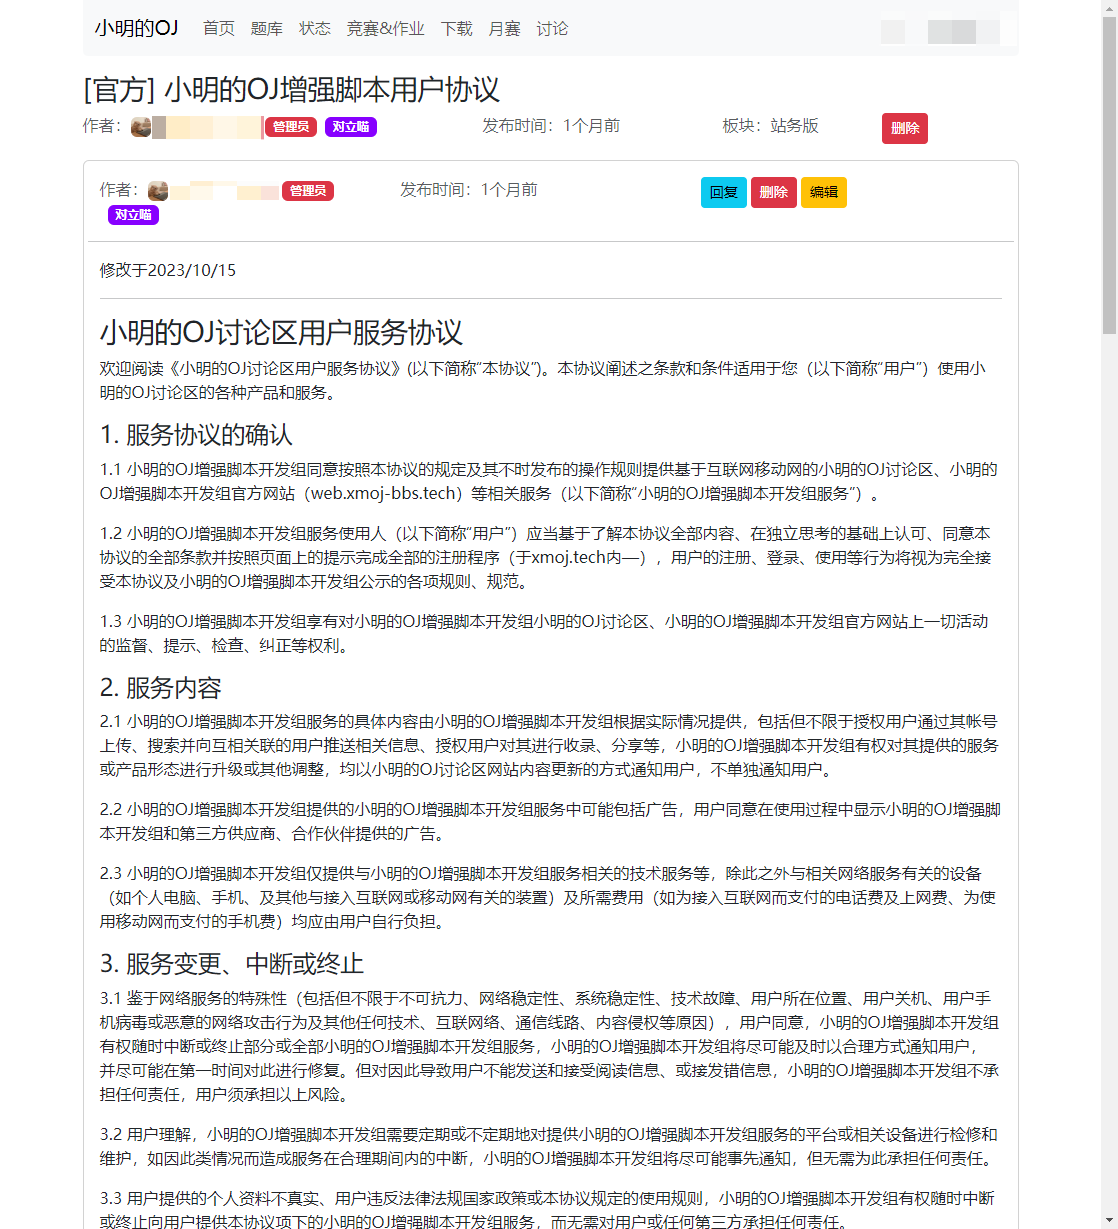 小明的OJ 首页 题库 状态 竞赛&作业 下载 月赛 讨论
[官方] 小明的OJ增强脚本用户协议
作者： 管理员 对立喵 发布时间：1个月前 板块：站务版 删除
作者： 管理员 发布时间：1个月前 回复 删除 编辑
对立喵
修改于2023/10/15
小明的OJ讨论区用户服务协议
欢迎阅读《小明的OJ讨论区用户服务协议》(以下简称“本协议”)。本协议阐述之条款和条件适用于您（以下简称“用户”）使用小
明的OJ讨论区的各种产品和服务。
1. 服务协议的确认
1.1 小明的OJ增强脚本开发组同意按照本协议的规定及其不时发布的操作规则提供基于互联网移动网的小明的OJ讨论区、小明的
OJ增强脚本开发组官方网站（web.xmoj-bbs.tech）等相关服务（以下简称“小明的OJ增强脚本开发组服务”）。
1.2 小明的OJ增强脚本开发组服务使用人（以下简称“用户”）应当基于了解本协议全部内容、在独立思考的基础上认可、同意本
协议的全部条款并按照页面上的提示完成全部的注册程序（于xmoj.tech内—），用户的注册、登录、使用等行为将视为完全接
受本协议及小明的OJ增强脚本开发组公示的各项规则、规范。
1.3 小明的OJ增强脚本开发组享有对小明的OJ增强脚本开发组小明的OJ讨论区、小明的OJ增强脚本开发组官方网站上一切活动
的监督、提示、检查、纠正等权利。
2. 服务内容
2.1 小明的OJ增强脚本开发组服务的具体内容由小明的OJ增强脚本开发组根据实际情况提供，包括但不限于授权用户通过其帐号
上传、搜索并向互相关联的用户推送相关信息、授权用户对其进行收录、分享等，小明的OJ增强脚本开发组有权对其提供的服务
或产品形态进行升级或其他调整，均以小明的OJ讨论区网站内容更新的方式通知用户，不单独通知用户。
2.2 小明的OJ增强脚本开发组提供的小明的OJ增强脚本开发组服务中可能包括广告，用户同意在使用过程中显示小明的OJ增强脚
本开发组和第三方供应商、合作伙伴提供的广告。
2.3 小明的OJ增强脚本开发组仅提供与小明的OJ增强脚本开发组服务相关的技术服务等，除此之外与相关网络服务有关的设备
（如个人电脑、手机、及其他与接入互联网或移动网有关的装置）及所需费用（如为接入互联网而支付的电话费及上网费、为使
用移动网而支付的手机费）均应由用户自行负担。
3. 服务变更、中断或终止
3.1 鉴于网络服务的特殊性（包括但不限于不可抗力、网络稳定性、系统稳定性、技术故障、用户所在位置、用户关机、用户手
机病毒或恶意的网络攻击行为及其他任何技术、互联网络、通信线路、内容侵权等原因），用户同意，小明的OJ增强脚本开发组
有权随时中断或终止部分或全部小明的OJ增强脚本开发组服务，小明的OJ增强脚本开发组将尽可能及时以合理方式通知用户，
并尽可能在第一时间对此进行修复。但对因此导致用户不能发送和接受阅读信息、或接发错信息，小明的OJ增强脚本开发组不承
担任何责任，用户须承担以上风险。
3.2 用户理解，小明的OJ增强脚本开发组需要定期或不定期地对提供小明的OJ增强脚本开发组服务的平台或相关设备进行检修和
维护，如因此类情况而造成服务在合理期间内的中断，小明的OJ增强脚本开发组将尽可能事先通知，但无需为此承担任何责任。
3.3 用户提供的个人资料不真实、用户违反法律法规国家政策或本协议规定的使用规则，小明的OJ增强脚本开发组有权随时中断
或终止向用户提供本协议项下的小明的OJ增强脚本开发组服务，而无需对用户或任何第三方承担任何责任。